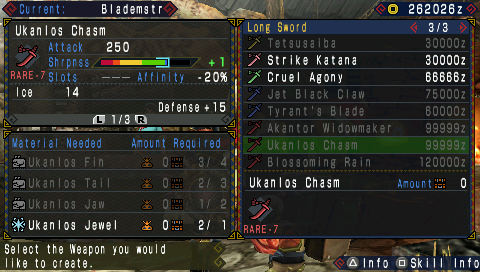 Current: Blademstr
262026z
Ukanlos Chasm
Attack 250
Shrpnss +1
RARE-7
Slots --- Affinity -20%
Ice 14
Defense+15
L 1/3 R
Material Needed Amount Required
Ukanlos Fin 0 3/ 4
Ukanlos Tail 0 2/ 3
Ukanlos Jaw 0 1/ 2
Ukanlos Jewel 0 2/ 1
Select the Weapon you would
like to create.
Long Sword 3/3
Tetsusaiba 30000z
Strike Katana 30000z
Cruel Agony 66666z
Jet Black Claw 75000z
Tyrant's Blade 60000z
Akantor Widowmaker 99999z
Ukanlos Chasm 99999z
Blossoming Rain 120000z
Ukanlos Chasm Amount 0
RARE-7
Info Skill Info